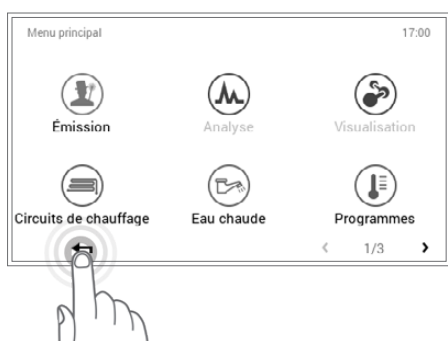 Menu principal 17:00
Émission Analyse Visualisation
Circuits de chauffage Eau chaude Programmes
< 1/3 >